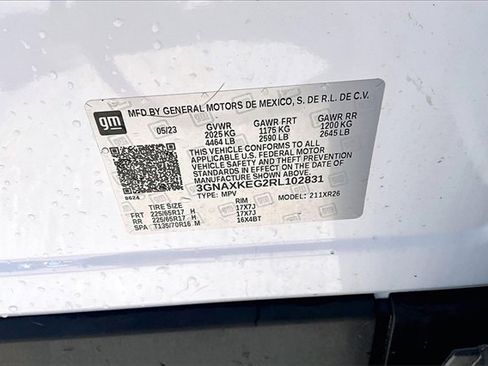 MFD BY GENERAL MOTORS DE MEXICO, S. DE R.L. DE C.V.
gm
05/23 GVWR GAWR FRT GAWR RR
2025 KG 1175 KG 1200 KG
4464 LB 2590 LB 2645 LB
THIS VEHICLE CONFORMS TO ALL
APPLICABLE U.S. FEDERAL MOTOR
VEHICLE SAFETY AND THEFT PREVENTION
STANDARDS IN EFFECT ON THE DATE OF
MANUFACTURE SHOWN ABOVE.
3GNAXKEG2RL102831
8624 TYPE: MPV MODEL: 211XR26
TIRE SIZE RIM
FRT 225/65R17 H 17X7J
RR 225/65R17 H 17X7J
SPA T135/70R16 M 16X4BT